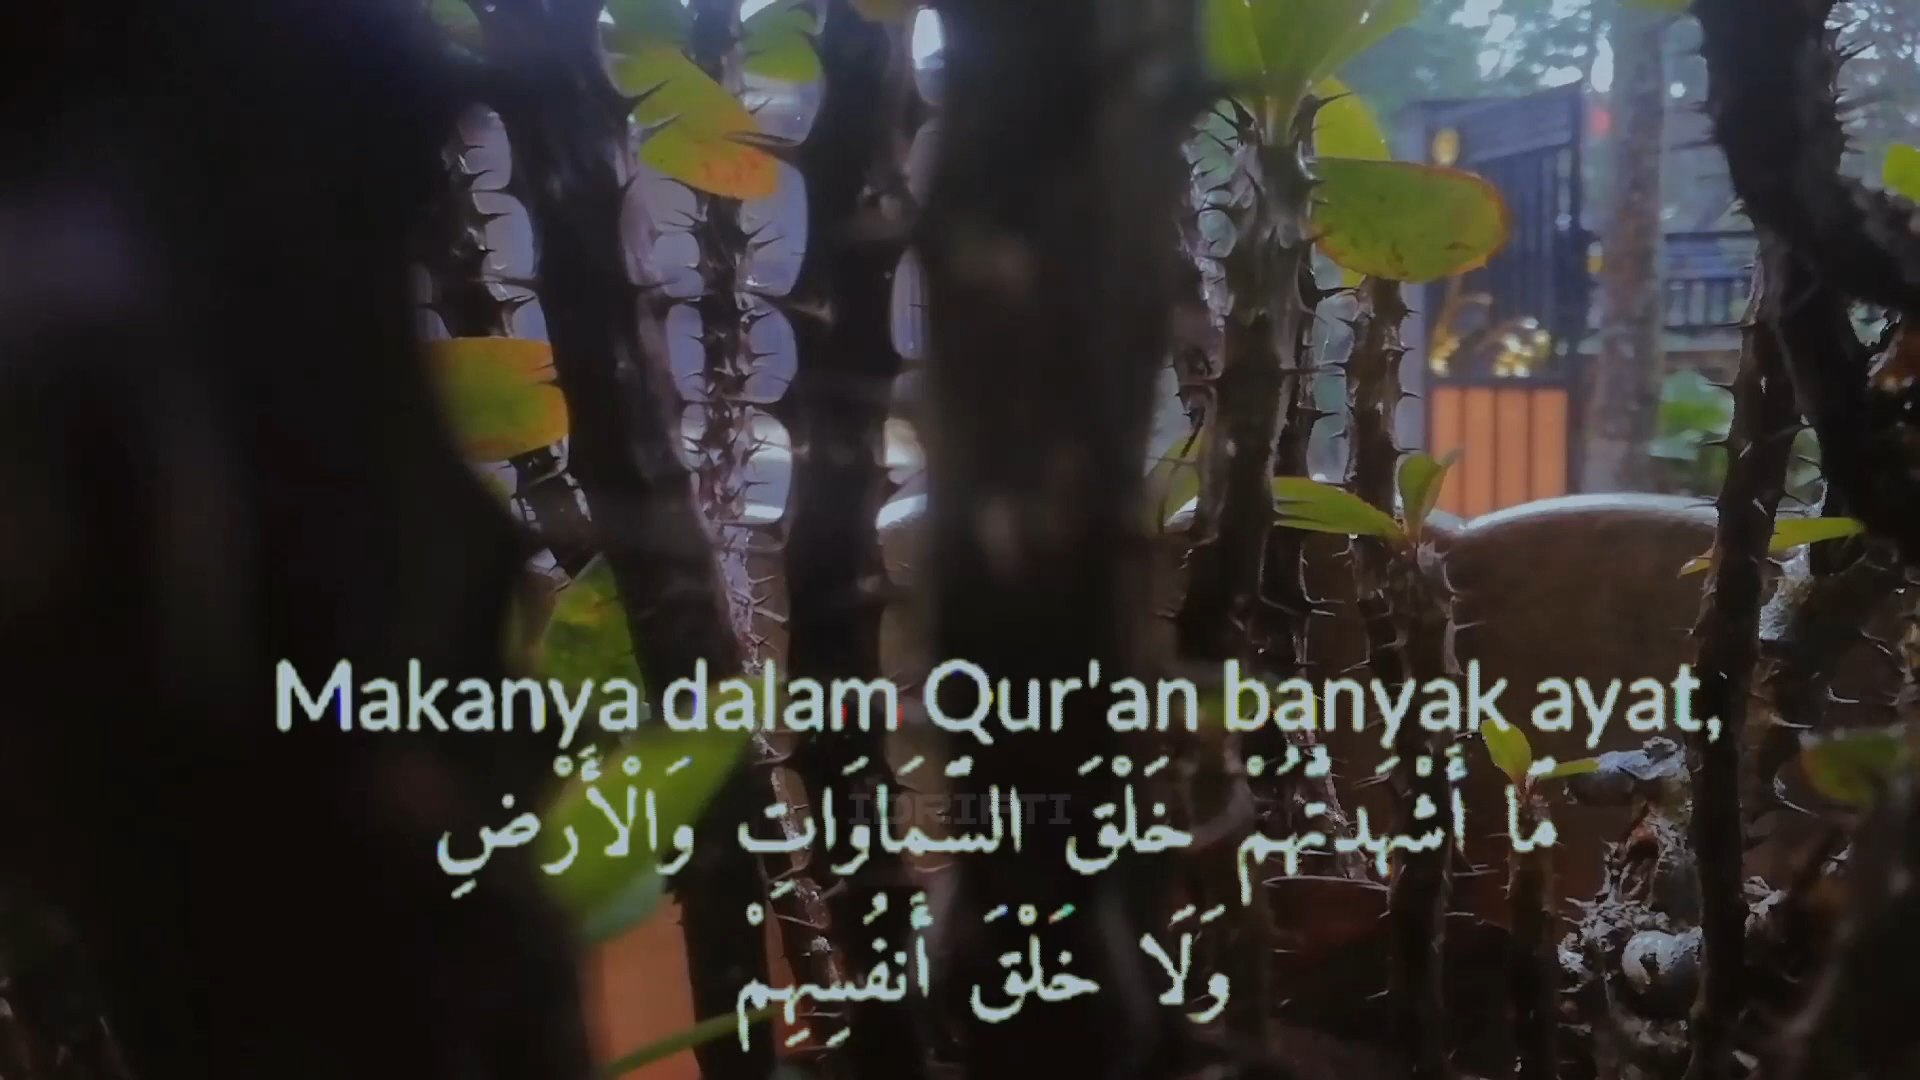 Makanya dalam Qur'an banyak ayat,
مَّا أَشْهَدتُّهُمْ خَلْقَ السَّمَاوَاتِ وَالْأَرْضِ
وَلَا خَلْقَ أَنفُسِهِمْ